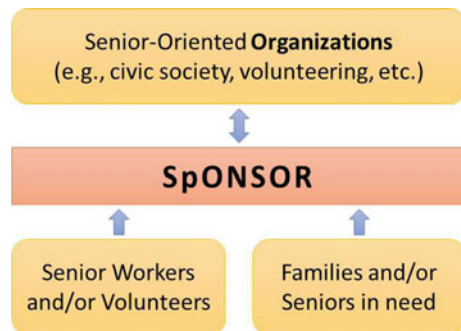 Senior-Oriented Organizations
(e.g., civic society, volunteering, etc.)
SpONSOR
Senior Workers
and/or Volunteers
Families and/or
Seniors in need